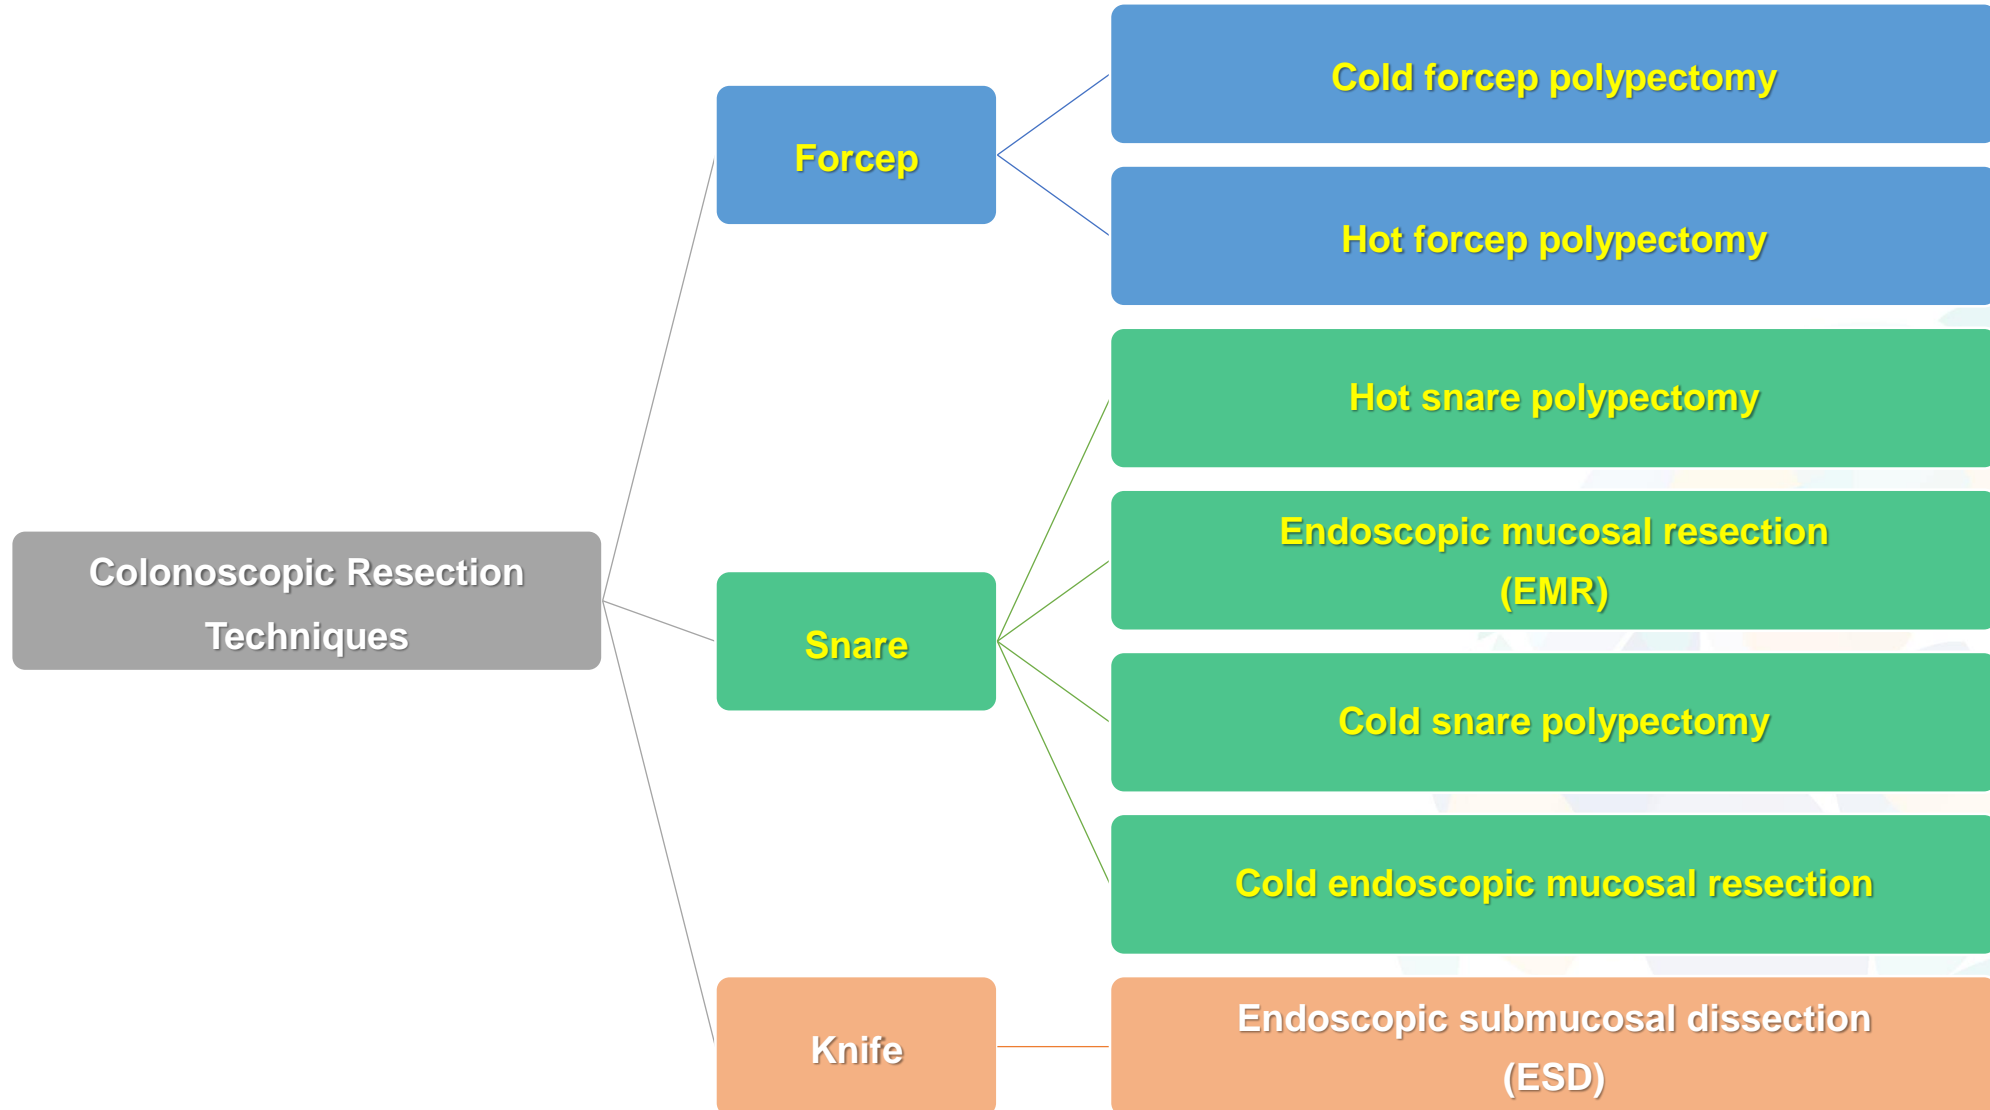 Cold forcep polypectomy
Forcep
Hot forcep polypectomy
Hot snare polypectomy
Endoscopic mucosal resection
(EMR)
Colonoscopic Resection
Techniques
Snare
Cold snare polypectomy
Cold endoscopic mucosal resection
Knife
Endoscopic submucosal dissection
(ESD)